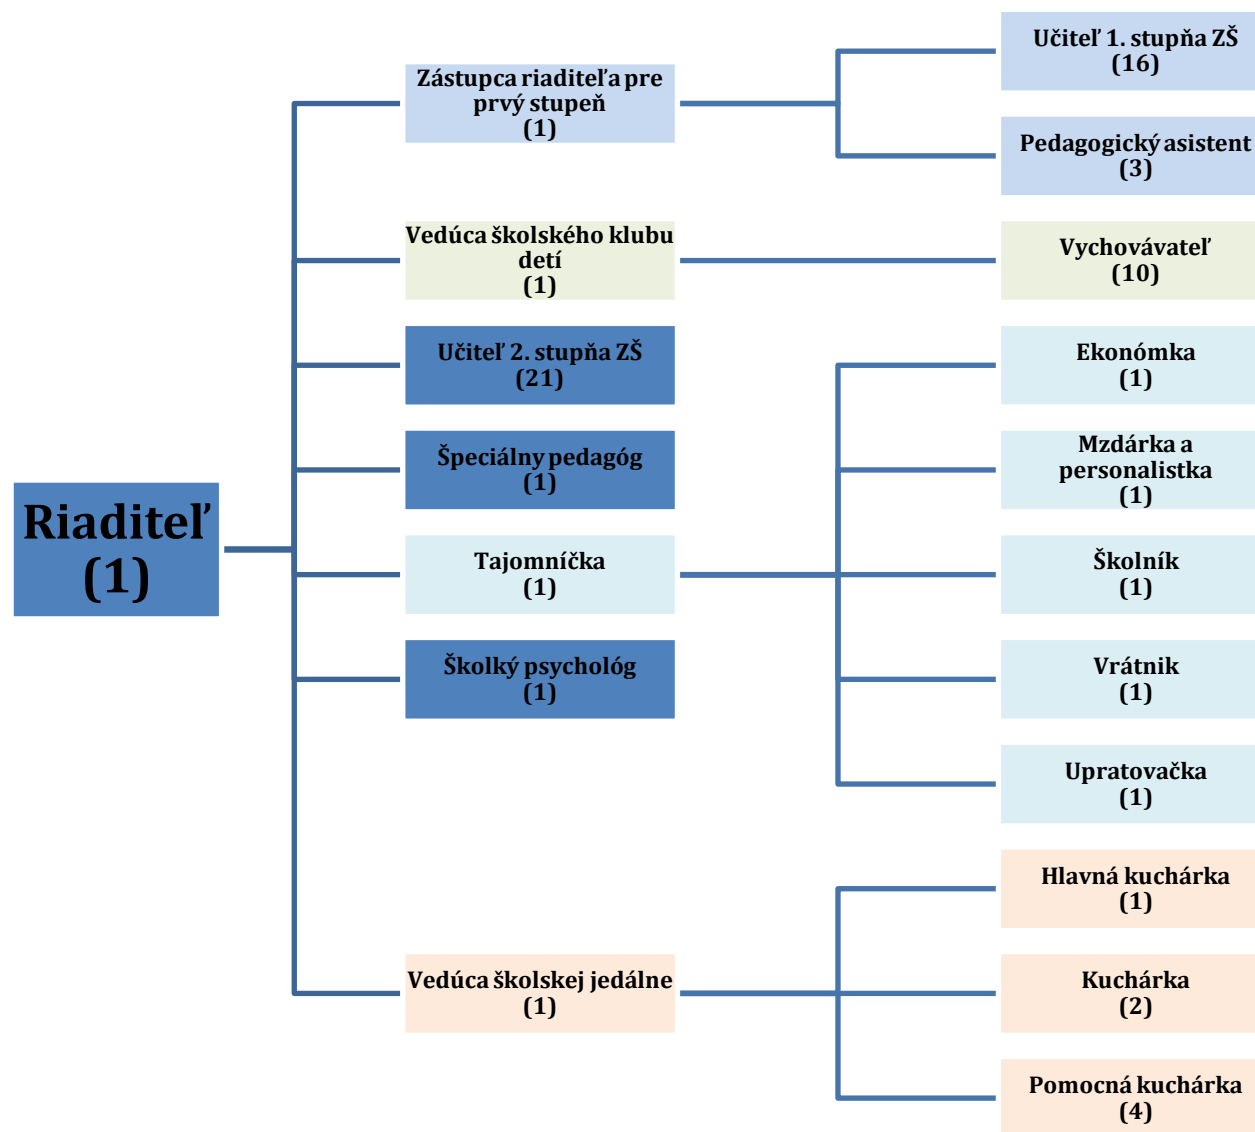 Riaditeľ
(1)
Zástupca riaditeľa pre
prvý stupeň
(1)
Učiteľ 1. stupňa ZŠ
(16)
Pedagogický asistent
(3)
Vedúca školského klubu
detí
(1)
Vychovávateľ
(10)
Učiteľ 2. stupňa ZŠ
(21)
Špeciálny pedagóg
(1)
Tajomníčka
(1)
Ekonómka
(1)
Mzdárka a
personalistka
(1)
Školník
(1)
Vrátnik
(1)
Upratovačka
(1)
Školký psychológ
(1)
Vedúca školskej jedálne
(1)
Hlavná kuchárka
(1)
Kuchárka
(2)
Pomocná kuchárka
(4)